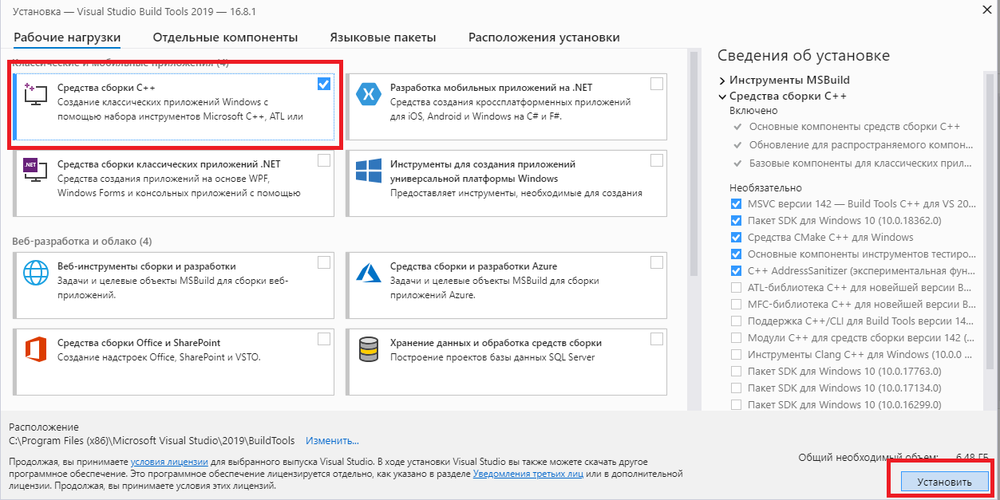 Установка — Visual Studio Build Tools 2019 — 16.8.1
Рабочие нагрузки
Отдельные компоненты
Языковые пакеты
Расположения установки
Классические и мобильные приложения (4)
Средства сборки C++
Создание классических приложений Windows с
помощью набора инструментов Microsoft C++, ATL или
Разработка мобильных приложений на .NET
Средства создания кроссплатформенных приложений
для iOS, Android и Windows на C# и F#.
.NET
Средства сборки классических приложений .NET
Средства создания приложений на основе WPF,
Windows Forms и консольных приложений с помощью
Инструменты для создания приложений
универсальной платформы Windows
Предоставляет инструменты, необходимые для создания
Веб-разработка и облако (4)
Веб-инструменты сборки и разработки
Задачи и целевые объекты MSBuild для сборки веб-
приложений.
Средства сборки и разработки Azure
Задачи и целевые объекты MSBuild для сборки
приложений Azure.
Средства сборки Office и SharePoint
Создание надстроек Office, SharePoint и VSTO.
Хранение данных и обработка средств сборки
Построение проектов базы данных SQL Server
Сведения об установке
Инструменты MSBuild
Средства сборки C++
Включено
Основные компоненты средств сборки C++
Обновление для распространяемого компон...
Базовые компоненты для классических прил...
Необязательно
MSVC версии 142 — Build Tools C++ для VS 20...
Пакет SDK для Windows 10 (10.0.18362.0)
Средства CMake C++ для Windows
Основные компоненты инструментов тестиро...
C++ AddressSanitizer (экспериментальная фун...
ATL-библиотека C++ для новейшей версии B...
MFC-библиотека C++ для новейшей версии B...
Поддержка C++/CLI для Build Tools версии 14...
Модули C++ для средств сборки версии 142 (...
Инструменты Clang C++ для Windows (10.0.0 ...
Пакет SDK для Windows 10 (10.0.17763.0)
Пакет SDK для Windows 10 (10.0.17134.0)
Пакет SDK для Windows 10 (10.0.16299.0)
Расположение
C:\Program Files (x86)\Microsoft Visual Studio\2019\BuildTools Изменить...
Продолжая, вы принимаете условия лицензии для выбранного выпуска Visual Studio. В ходе установки Visual Studio вы также можете скачать другое
программное обеспечение. Это программное обеспечение лицензируется отдельно, как указано в разделе Уведомления третьих лиц или в дополнительной
лицензии. Продолжая, вы принимаете условия этих лицензий.
Общий необходимый объем: 6,48 ГБ
Установить